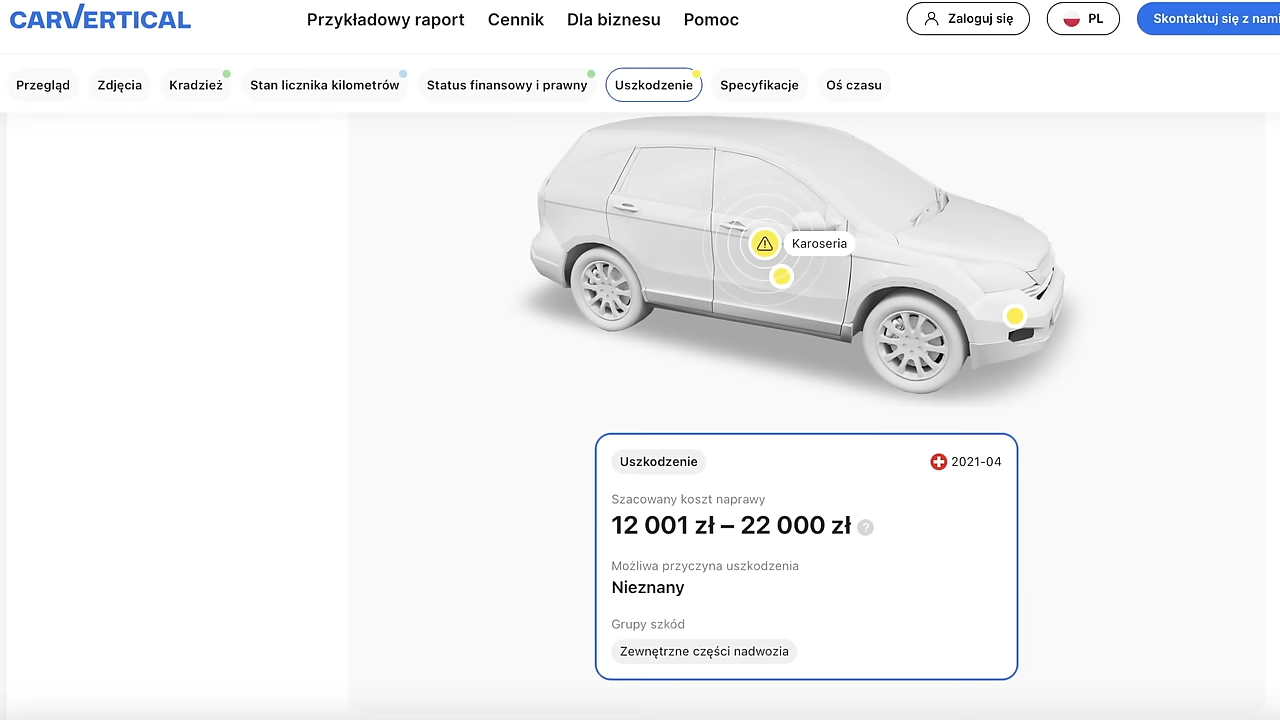 CARVERTICAL
Przykładowy raport Cennik Dla biznesu Pomoc
Zaloguj się
PL
Skontaktuj się z nami
Przegląd Zdjęcia Kradzież Stan licznika kilometrów Status finansowy i prawny Uszkodzenie Specyfikacje Oś czasu
Karoseria
Uszkodzenie
2021-04
Szacowany koszt naprawy
12 001 zł – 22 000 zł ?
Możliwa przyczyna uszkodzenia
Nieznany
Grupy szkód
Zewnętrzne części nadwozia